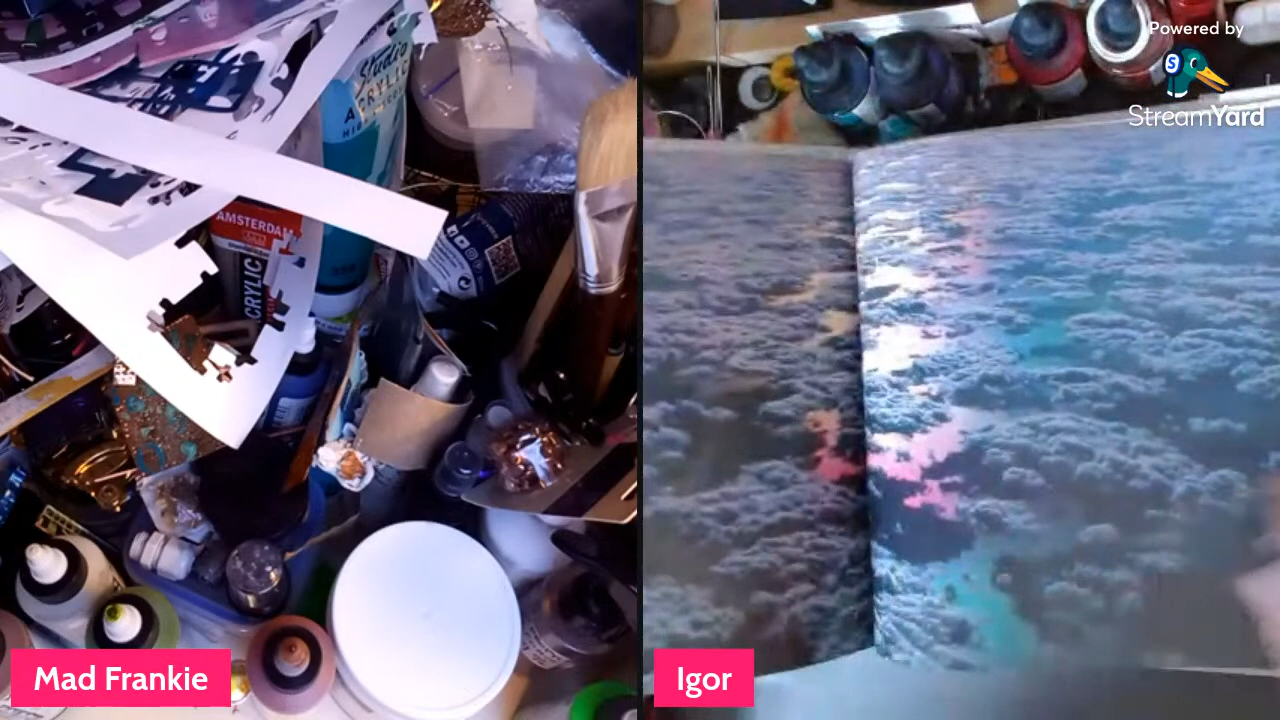 Studio
ACRYLIC
AMSTERDAM
ACRYLIC
Powered by
StreamYard
Mad Frankie
Igor